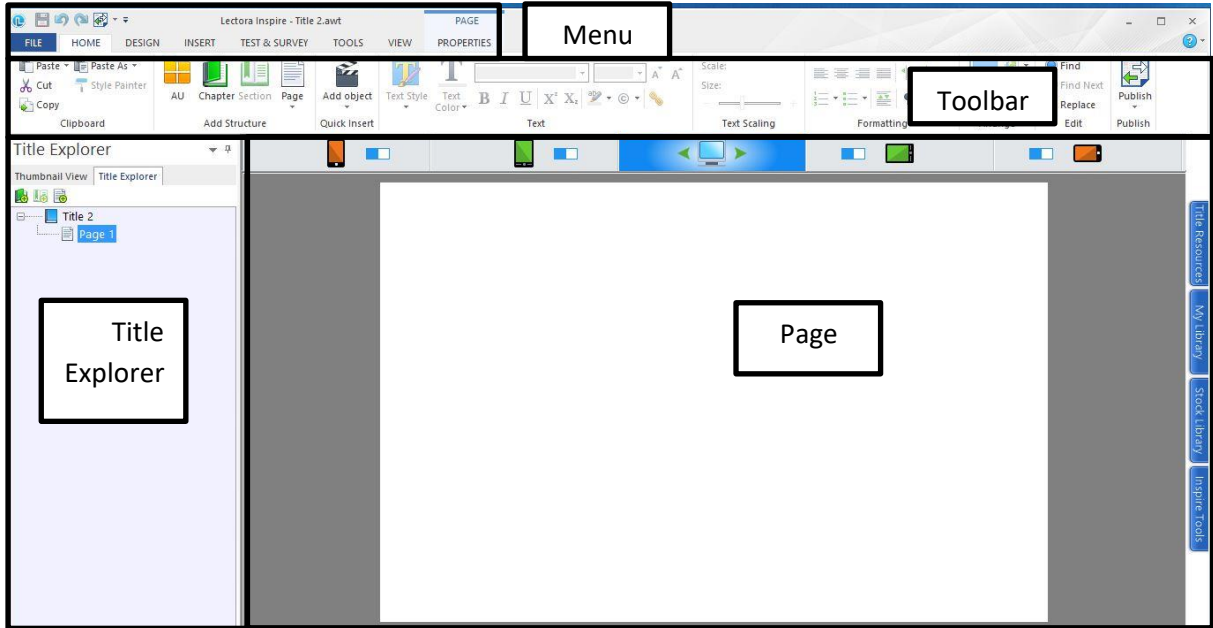 Lectora Inspire - Title 2.awt
PAGE
FILE HOME DESIGN INSERT TEST & SURVEY TOOLS VIEW PROPERTIES
Menu
Paste Paste As
Cut Style Painter
Copy
Clipboard
AU Chapter Section Page
Add Structure
Add object
Quick Insert
Text Style
Text Color
B I U X² X₂
Text
Scale:
Size:
Text Scaling
Formatting
Toolbar
Find
Find Next
Replace
Edit
Publish
Publish
Title Explorer
Thumbnail View Title Explorer
Title 2
Page 1
Title
Explorer
Page
Title Resources
My Library
Stock Library
Inspire Tools